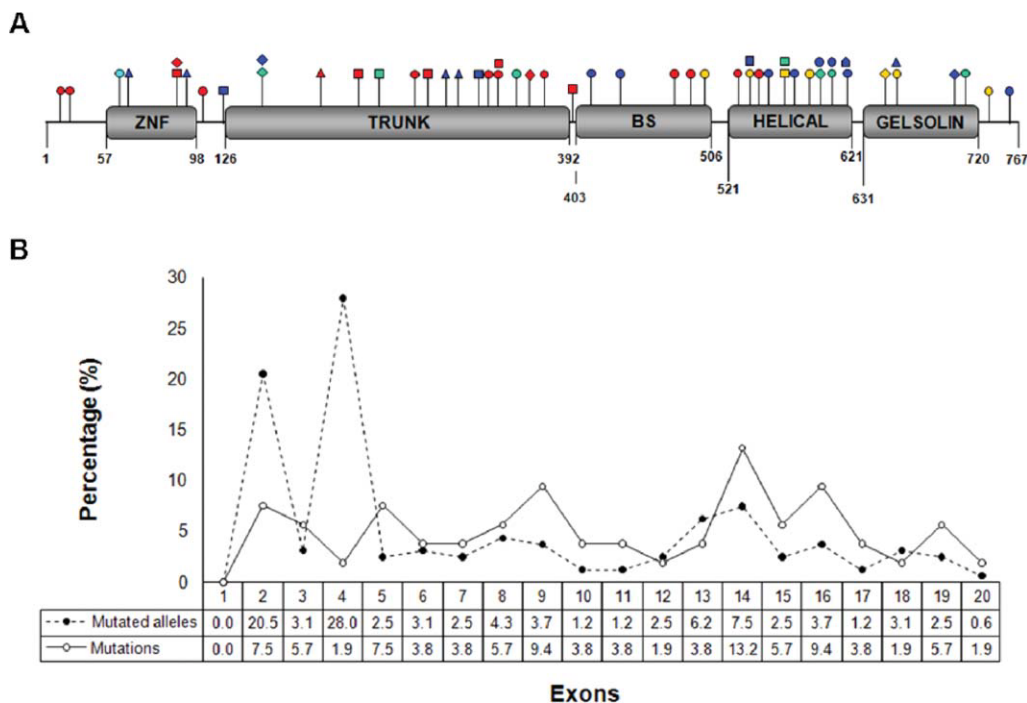 A
ZNF TRUNK BS HELICAL GELSOLIN
1 57 98 126 392 506 621 720 767
403 521 631
B
Percentage (%)
30
25
20
15
10
5
0
1 2 3 4 5 6 7 8 9 10 11 12 13 14 15 16 17 18 19 20
Mutated alleles 0.0 20.5 3.1 28.0 2.5 3.1 2.5 4.3 3.7 1.2 1.2 2.5 6.2 7.5 2.5 3.7 1.2 3.1 2.5 0.6
Mutations 0.0 7.5 5.7 1.9 7.5 3.8 3.8 5.7 9.4 3.8 3.8 1.9 3.8 13.2 5.7 9.4 3.8 1.9 5.7 1.9
Exons